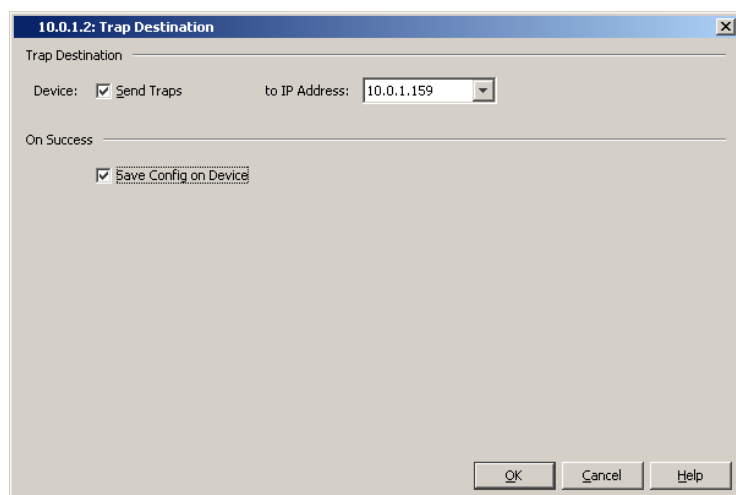 10.0.1.2: Trap Destination
Trap Destination
Device: Send Traps to IP Address: 10.0.1.159
On Success
Save Config on Device
OK Cancel Help